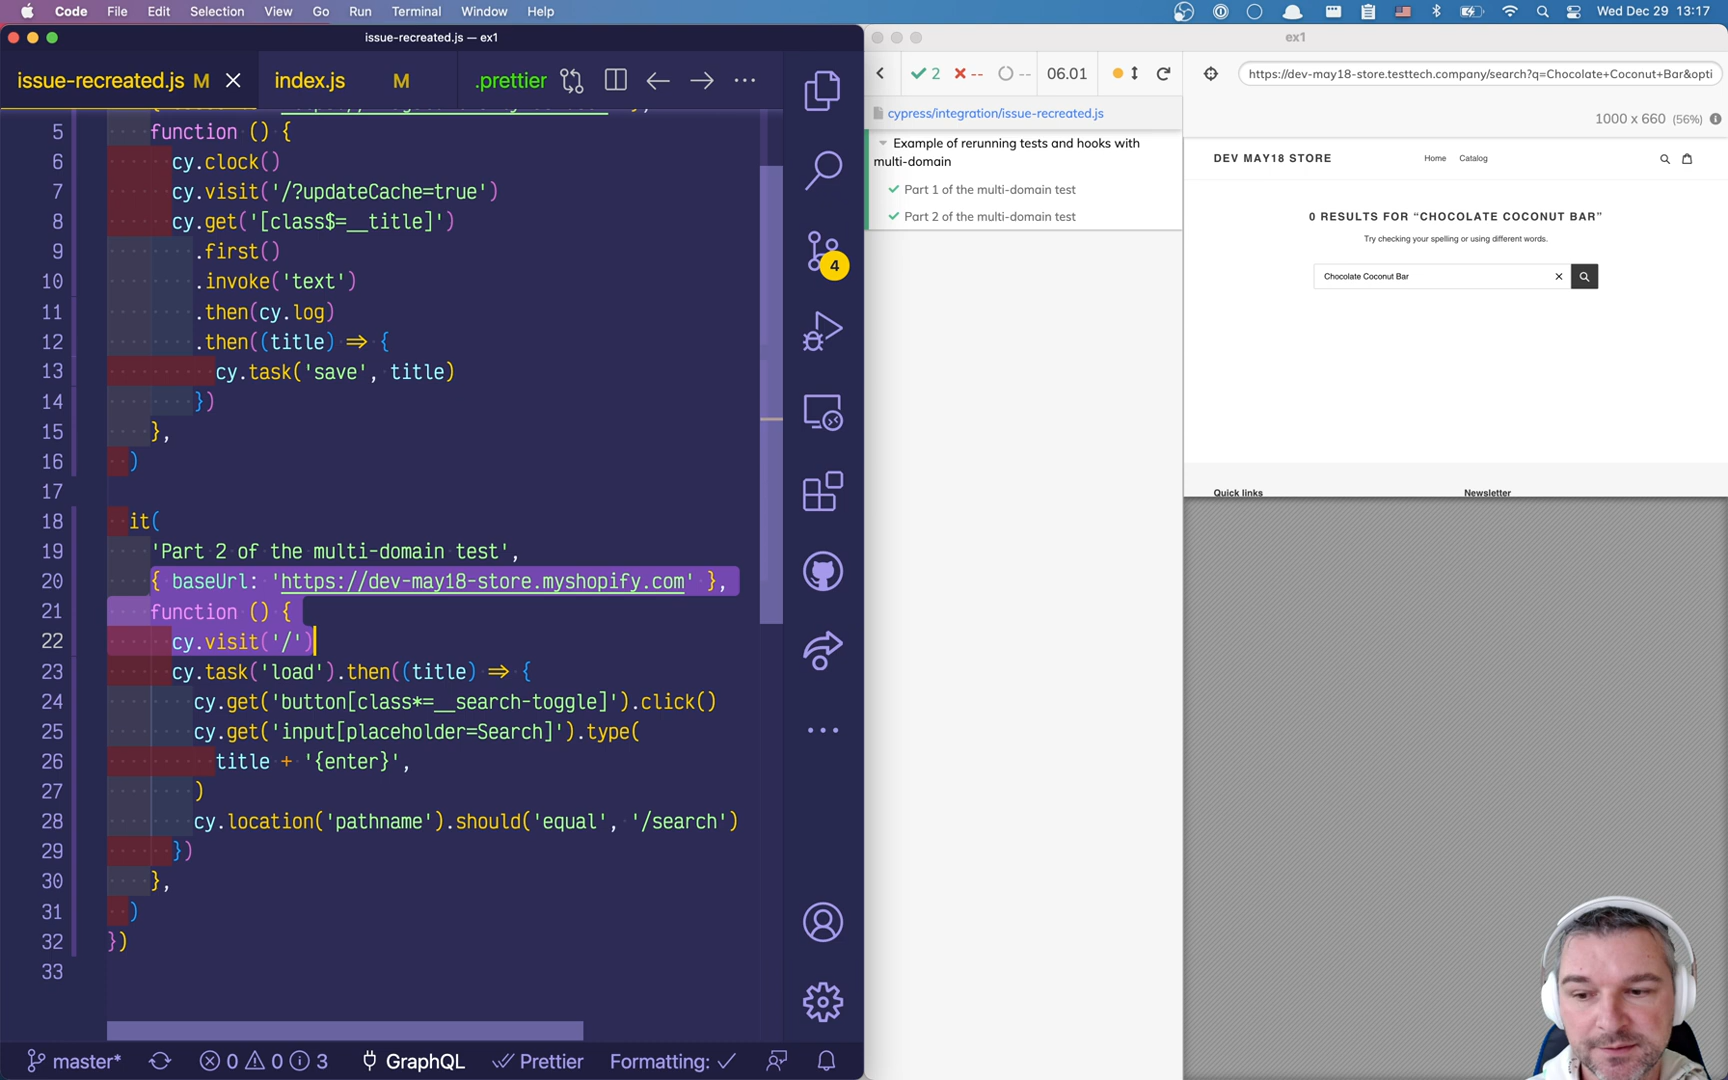 Code File Edit Selection View Go Run Terminal Window Help
Wed Dec 29 13:17
issue-recreated.js — ex1
issue-recreated.js M
index.js M
.prettier
5 function () {
6 cy.clock()
7 cy.visit('/?updateCache=true')
8 cy.get('[class$=__title]')
9 .first()
10 .invoke('text')
11 .then(cy.log)
12 .then((title) => {
13 cy.task('save', title)
14 })
15 },
16 )
17
18 it(
19 'Part 2 of the multi-domain test',
20 { baseUrl: 'https://dev-may18-store.myshopify.com' },
21 function () {
22 cy.visit('/')
23 cy.task('load').then((title) => {
24 cy.get('button[class*=__search-toggle]').click()
25 cy.get('input[placeholder=Search]').type(
26 title + '{enter}',
27 )
28 cy.location('pathname').should('equal', '/search')
29 })
30 },
31 )
32 })
33
4
master* 0 0 3 GraphQL Prettier Formatting:
ex1
2 -- -- 06.01
https://dev-may18-store.testtech.company/search?q=Chocolate+Coconut+Bar&opti
cypress/integration/issue-recreated.js
1000 x 660 (56%)
Example of rerunning tests and hooks with
multi-domain
Part 1 of the multi-domain test
Part 2 of the multi-domain test
DEV MAY18 STORE
Home Catalog
0 RESULTS FOR “CHOCOLATE COCONUT BAR”
Try checking your spelling or using different words.
Chocolate Coconut Bar
Quick links
Newsletter